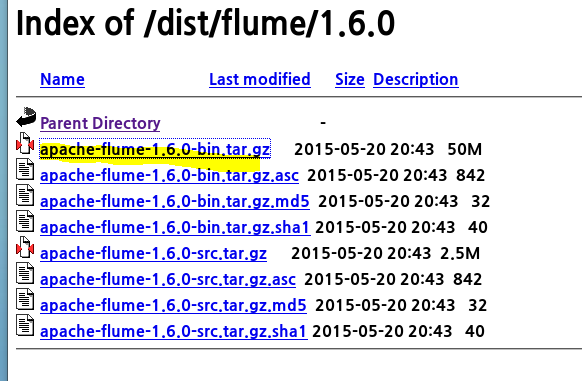 Index of /dist/flume/1.6.0
Name Last modified Size Description
Parent Directory -
apache-flume-1.6.0-bin.tar.gz 2015-05-20 20:43 50M
apache-flume-1.6.0-bin.tar.gz.asc 2015-05-20 20:43 842
apache-flume-1.6.0-bin.tar.gz.md5 2015-05-20 20:43 32
apache-flume-1.6.0-bin.tar.gz.sha1 2015-05-20 20:43 40
apache-flume-1.6.0-src.tar.gz 2015-05-20 20:43 2.5M
apache-flume-1.6.0-src.tar.gz.asc 2015-05-20 20:43 842
apache-flume-1.6.0-src.tar.gz.md5 2015-05-20 20:43 32
apache-flume-1.6.0-src.tar.gz.sha1 2015-05-20 20:43 40